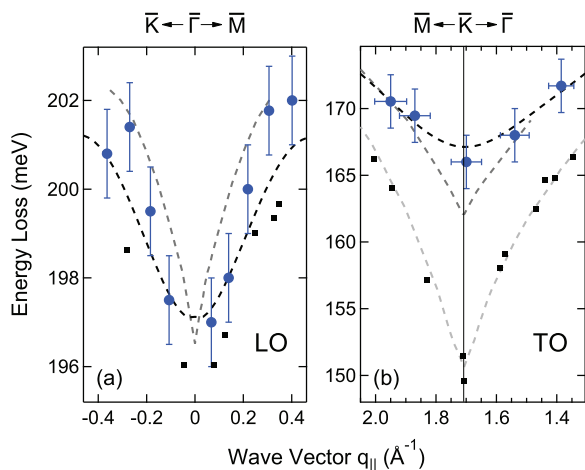 K̅ ← Γ̅ → M̅
M̅ ← K̅ → Γ̅
Energy Loss (meV)
202
200
198
196
170
165
160
155
150
(a)
LO
(b)
TO
-0.4 -0.2 0 0.2 0.4
2.0 1.8 1.6 1.4
Wave Vector q|| (Å⁻¹)